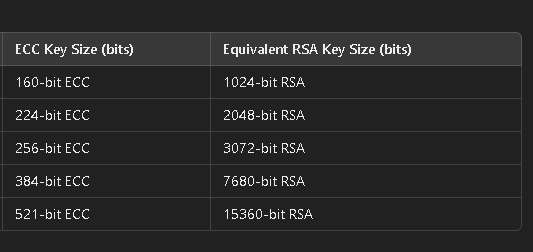 ECC Key Size (bits) Equivalent RSA Key Size (bits)
160-bit ECC 1024-bit RSA
224-bit ECC 2048-bit RSA
256-bit ECC 3072-bit RSA
384-bit ECC 7680-bit RSA
521-bit ECC 15360-bit RSA